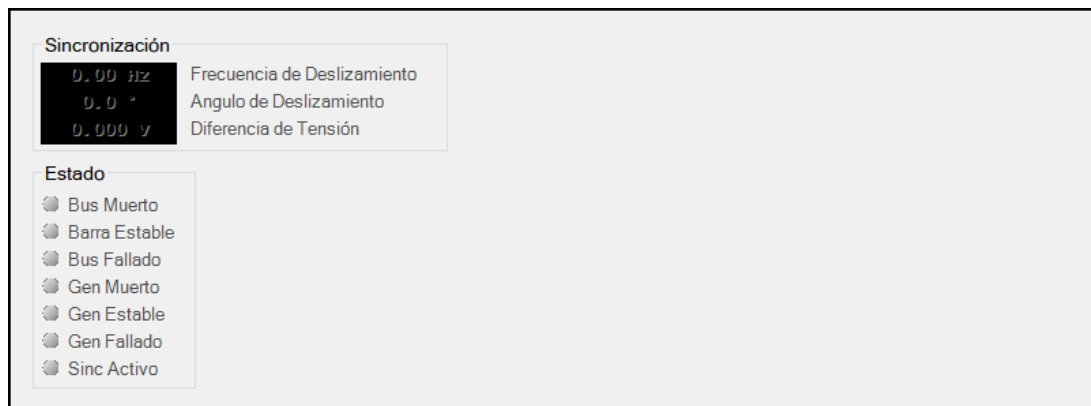 Sincronización
0.00 Hz Frecuencia de Deslizamiento
0.0 ° Angulo de Deslizamiento
0.000 V Diferencia de Tensión
Estado
Bus Muerto
Barra Estable
Bus Fallado
Gen Muerto
Gen Estable
Gen Fallado
Sinc Activo